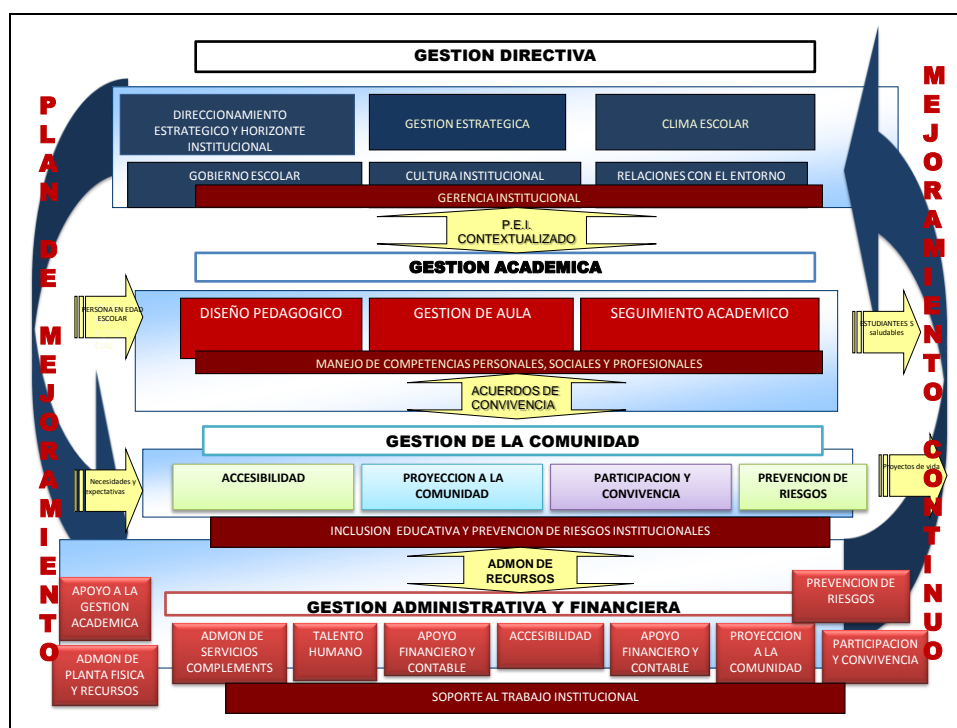 GESTION DIRECTIVA
PLAN DE MEJORAMIENTO
MEJORAMIENTO CONTINUO
DIRECCIONAMIENTO
ESTRATEGICO Y HORIZONTE
INSTITUCIONAL
GESTION ESTRATEGICA
CLIMA ESCOLAR
GOBIERNO ESCOLAR
CULTURA INSTITUCIONAL
RELACIONES CON EL ENTORNO
GERENCIA INSTITUCIONAL
P.E.I.
CONTEXTUALIZADO
GESTION ACADEMICA
PERSONA EN EDAD
ESCOLAR
DISEÑO PEDAGOGICO
GESTION DE AULA
SEGUIMIENTO ACADEMICO
ESTUDIANTEES 5
saludables
MANEJO DE COMPETENCIAS PERSONALES, SOCIALES Y PROFESIONALES
ACUERDOS DE
CONVIVENCIA
GESTION DE LA COMUNIDAD
Necesidades y
expectativas
ACCESIBILIDAD
PROYECCION A LA
COMUNIDAD
PARTICIPACION Y
CONVIVENCIA
PREVENCION DE
RIESGOS
Proyectos de vida
INCLUSION EDUCATIVA Y PREVENCION DE RIESGOS INSTITUCIONALES
ADMON DE
RECURSOS
APOYO A LA
GESTION
ACADEMICA
PREVENCION DE
RIESGOS
GESTION ADMINISTRATIVA Y FINANCIERA
ADMON DE
PLANTA FISICA
Y RECURSOS
ADMON DE
SERVICIOS
COMPLEMENTS
TALENTO
HUMANO
APOYO
FINANCIERO Y
CONTABLE
ACCESIBILIDAD
APOYO
FINANCIERO Y
CONTABLE
PROYECCION
A LA
COMUNIDAD
PARTICIPACION
Y CONVIVENCIA
SOPORTE AL TRABAJO INSTITUCIONAL